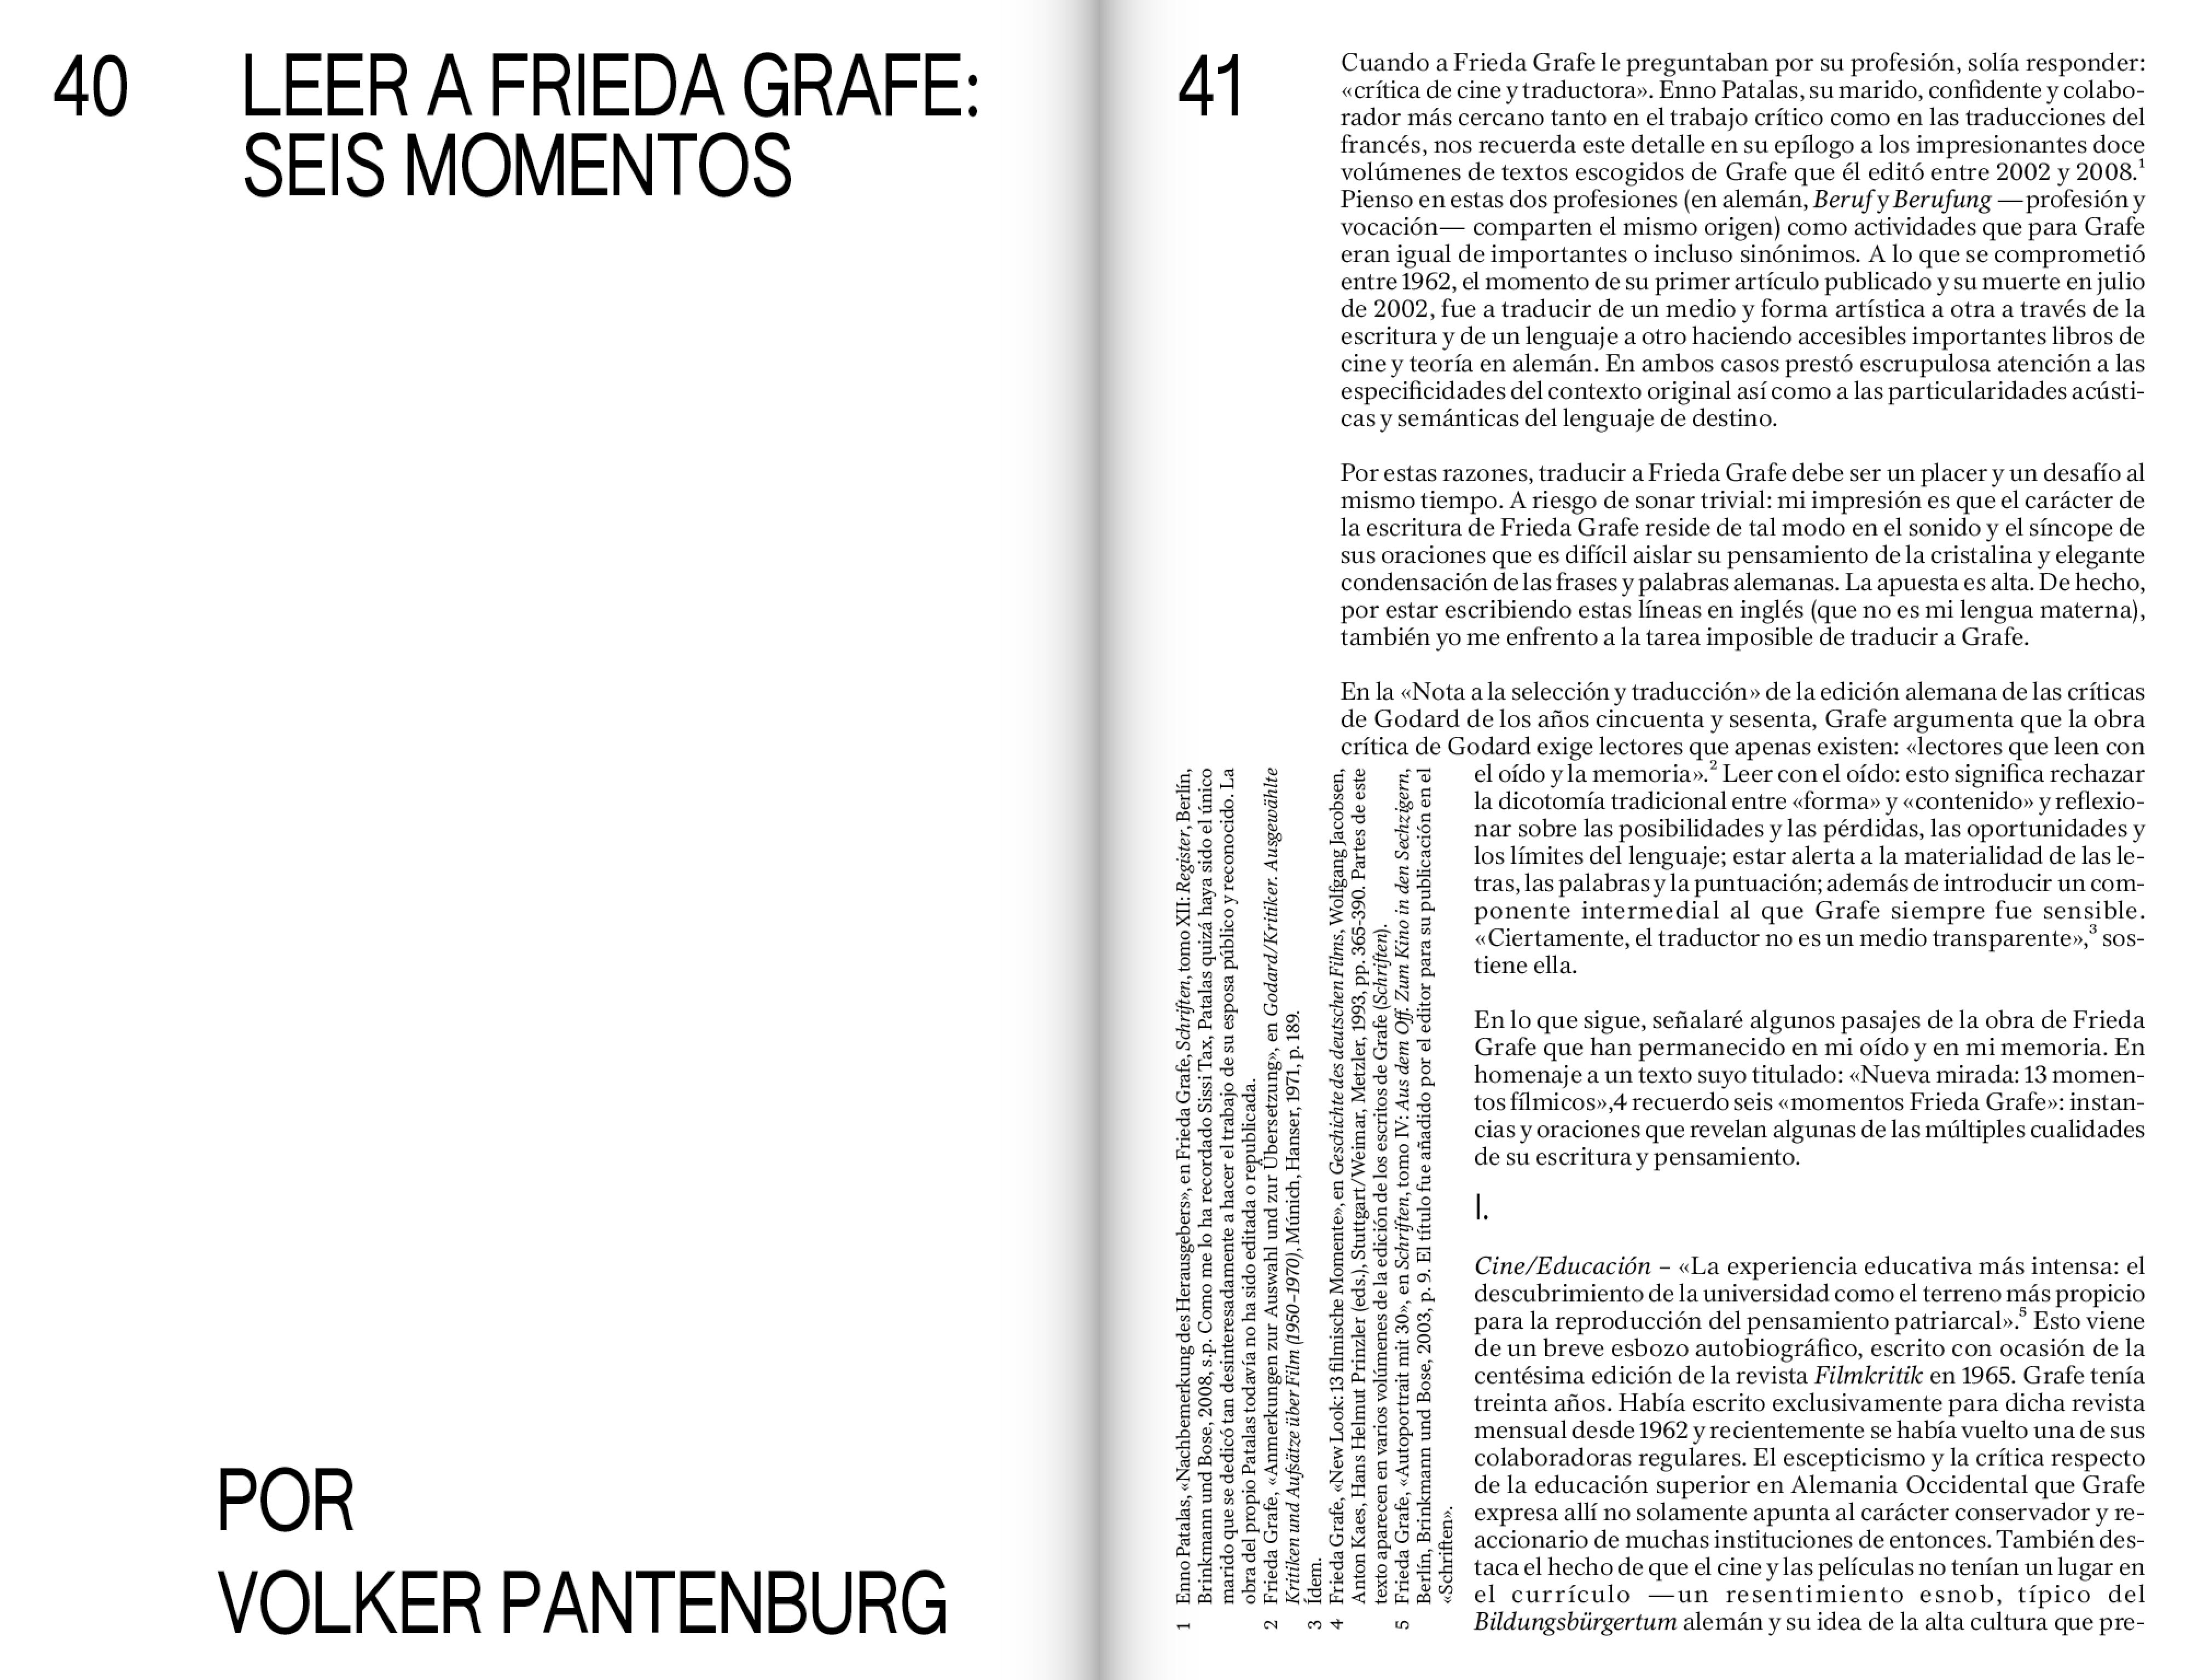 40
LEER A FRIEDA GRAFE:
SEIS MOMENTOS
POR
VOLKER PANTENBURG
41
Cuando a Frieda Grafe le preguntaban por su profesión, solía responder:
«crítica de cine y traductora». Enno Patalas, su marido, confidente y colabo-
rador más cercano tanto en el trabajo crítico como en las traducciones del
francés, nos recuerda este detalle en su epílogo a los impresionantes doce
volúmenes de textos escogidos de Grafe que él editó entre 2002 y 2008.¹
Pienso en estas dos profesiones (en alemán, Beruf y Berufung —profesión y
vocación— comparten el mismo origen) como actividades que para Grafe
eran igual de importantes o incluso sinónimos. A lo que se comprometió
entre 1962, el momento de su primer artículo publicado y su muerte en julio
de 2002, fue a traducir de un medio y forma artística a otra a través de la
escritura y de un lenguaje a otro haciendo accesibles importantes libros de
cine y teoría en alemán. En ambos casos prestó escrupulosa atención a las
especificidades del contexto original así como a las particularidades acústi-
cas y semánticas del lenguaje de destino.
Por estas razones, traducir a Frieda Grafe debe ser un placer y un desafío al
mismo tiempo. A riesgo de sonar trivial: mi impresión es que el carácter de
la escritura de Frieda Grafe reside de tal modo en el sonido y el síncope de
sus oraciones que es difícil aislar su pensamiento de la cristalina y elegante
condensación de las frases y palabras alemanas. La apuesta es alta. De hecho,
por estar escribiendo estas líneas en inglés (que no es mi lengua materna),
también yo me enfrento a la tarea imposible de traducir a Grafe.
En la «Nota a la selección y traducción» de la edición alemana de las críticas
de Godard de los años cincuenta y sesenta, Grafe argumenta que la obra
crítica de Godard exige lectores que apenas existen: «lectores que leen con
el oído y la memoria».² Leer con el oído: esto significa rechazar
la dicotomía tradicional entre «forma» y «contenido» y reflexio-
nar sobre las posibilidades y las pérdidas, las oportunidades y
los límites del lenguaje; estar alerta a la materialidad de las le-
tras, las palabras y la puntuación; además de introducir un com-
ponente intermedial al que Grafe siempre fue sensible.
«Ciertamente, el traductor no es un medio transparente»,³ sos-
tiene ella.
En lo que sigue, señalaré algunos pasajes de la obra de Frieda
Grafe que han permanecido en mi oído y en mi memoria. En
homenaje a un texto suyo titulado: «Nueva mirada: 13 momen-
tos fílmicos»,4 recuerdo seis «momentos Frieda Grafe»: instan-
cias y oraciones que revelan algunas de las múltiples cualidades
de su escritura y pensamiento.
I.
Cine/Educación – «La experiencia educativa más intensa: el
descubrimiento de la universidad como el terreno más propicio
para la reproducción del pensamiento patriarcal».⁵ Esto viene
de un breve esbozo autobiográfico, escrito con ocasión de la
centésima edición de la revista Filmkritik en 1965. Grafe tenía
treinta años. Había escrito exclusivamente para dicha revista
mensual desde 1962 y recientemente se había vuelto una de sus
colaboradoras regulares. El escepticismo y la crítica respecto
de la educación superior en Alemania Occidental que Grafe
expresa allí no solamente apunta al carácter conservador y re-
accionario de muchas instituciones de entonces. También des-
taca el hecho de que el cine y las películas no tenían un lugar en
el currículo —un resentimiento esnob, típico del
Bildungsbürgertum alemán y su idea de la alta cultura que pre-
1 Enno Patalas, «Nachbemerkung des Herausgebers», en Frieda Grafe, Schriften, tomo XII: Register, Berlín,
Brinkmann und Bose, 2008, s.p. Como me lo ha recordado Sissi Tax, Patalas quizá haya sido el único
marido que se dedicó tan desinteresadamente a hacer el trabajo de su esposa público y reconocido. La
obra del propio Patalas todavía no ha sido editada o republicada.
2 Frieda Grafe, «Anmerkungen zur Auswahl und zur Übersetzung», en Godard/Kritiker. Ausgewählte
Kritiken und Aufsätze über Film (1950-1970), Múnich, Hanser, 1971, p. 189.
3 Ídem.
4 Frieda Grafe, «New Look: 13 filmische Momente», en Geschichte des deutschen Films, Wolfgang Jacobsen,
Anton Kaes, Hans Helmut Prinzler (eds.), Stuttgart/Weimar, Metzler, 1993, pp. 365-390. Partes de este
texto aparecen en varios volúmenes de la edición de los escritos de Grafe (Schriften).
5 Frieda Grafe, «Autoportrait mit 30», en Schriften, tomo IV: Aus dem Off. Zum Kino in den Sechzigern,
Berlín, Brinkmann und Bose, 2003, p. 9. El título fue añadido por el editor para su publicación en el
«Schriften».